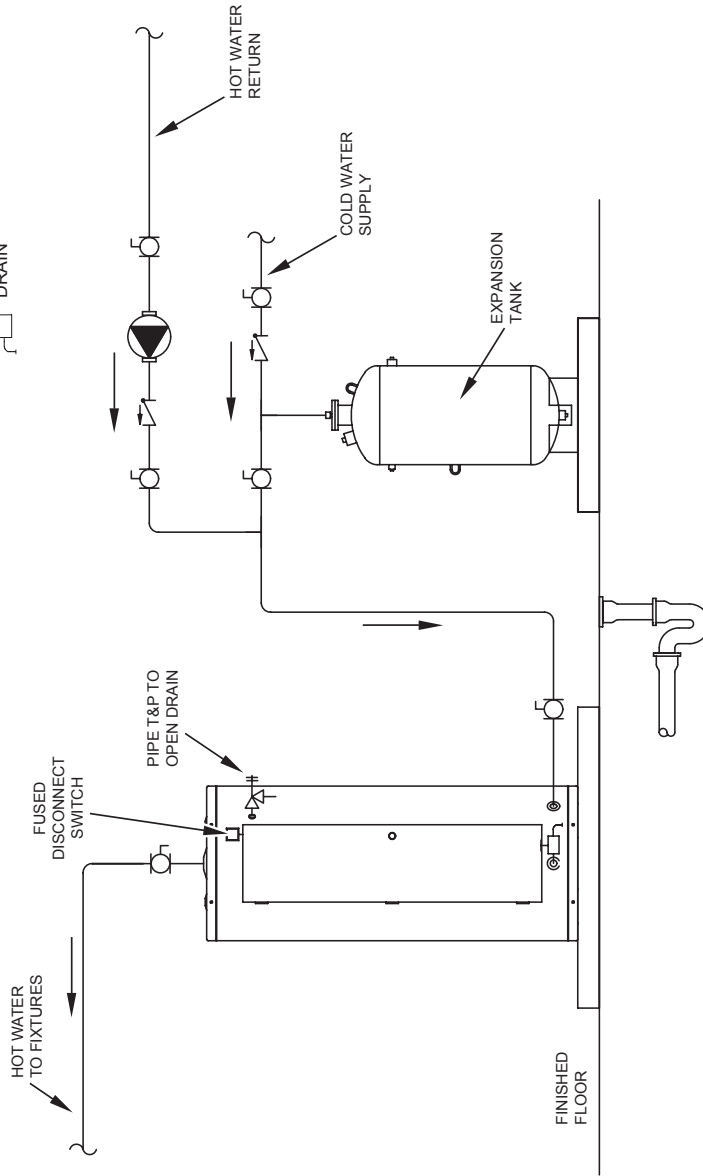 DRAIN
HOT WATER
RETURN
COLD WATER
SUPPLY
EXPANSION
TANK
PIPE T&P TO
OPEN DRAIN
FUSED
DISCONNECT
SWITCH
HOT WATER
TO FIXTURES
FINISHED
FLOOR